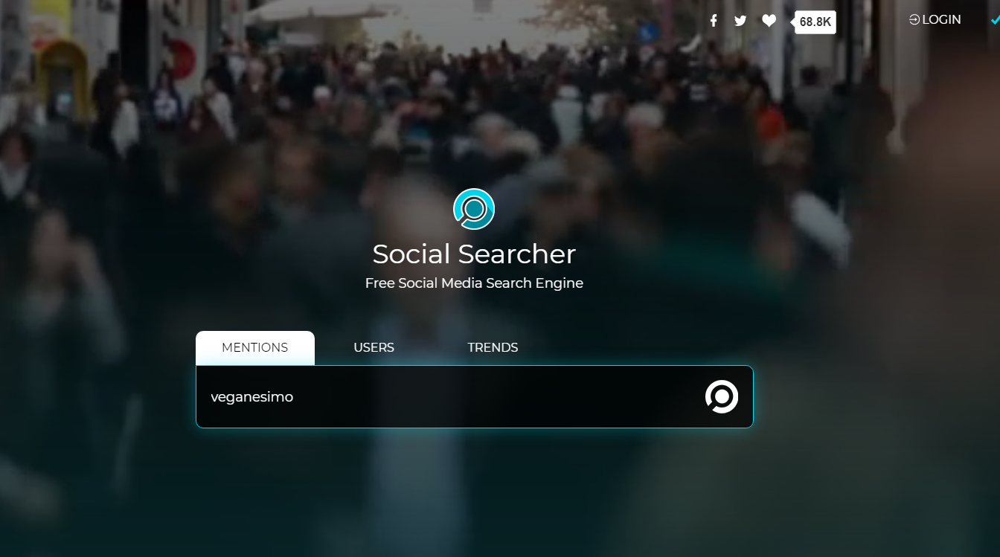 68.8K
LOGIN
Social Searcher
Free Social Media Search Engine
MENTIONS
USERS
TRENDS
veganesimo